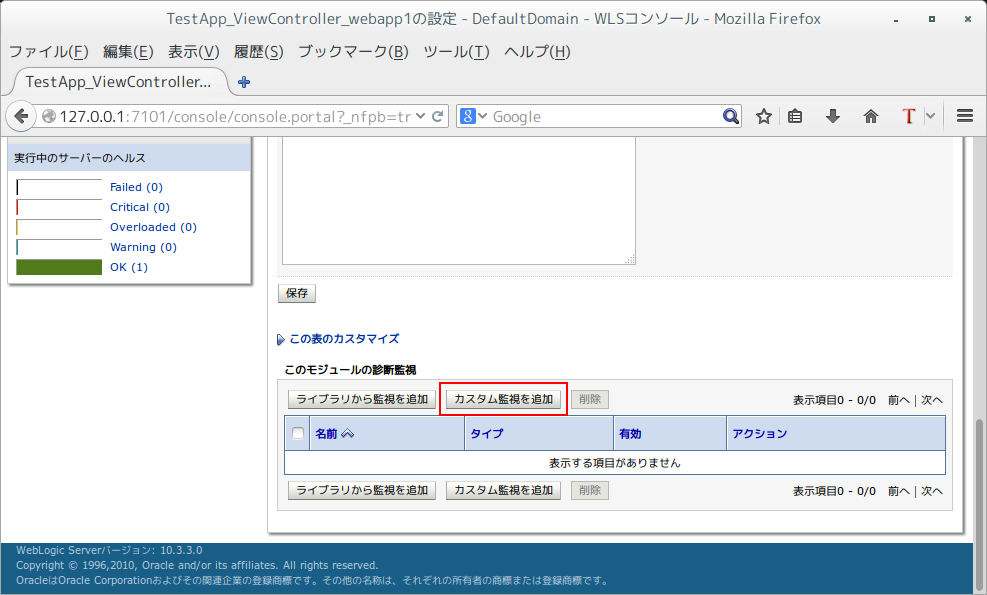 TestApp_ViewController_webapp1の設定 - DefaultDomain - WLSコンソール - Mozilla Firefox
ファイル(F) 編集(E) 表示(V) 履歴(S) ブックマーク(B) ツール(T) ヘルプ(H)
TestApp_ViewController...
127.0.0.1:7101/console/console.portal?_nfpb=tr
8 Google
T
実行中のサーバーのヘルス
Failed (0)
Critical (0)
Overloaded (0)
Warning (0)
OK (1)
保存
この表のカスタマイズ
このモジュールの診断監視
ライブラリから監視を追加 カスタム監視を追加 削除 表示項目0 - 0/0 前へ | 次へ
名前 タイプ 有効 アクション
表示する項目がありません
ライブラリから監視を追加 カスタム監視を追加 削除 表示項目0 - 0/0 前へ | 次へ
WebLogic Serverバージョン: 10.3.3.0
Copyright © 1996,2010, Oracle and/or its affiliates. All rights reserved.
OracleはOracle Corporationおよびその関連企業の登録商標です。その他の名称は、それぞれの所有者の商標または登録商標です。